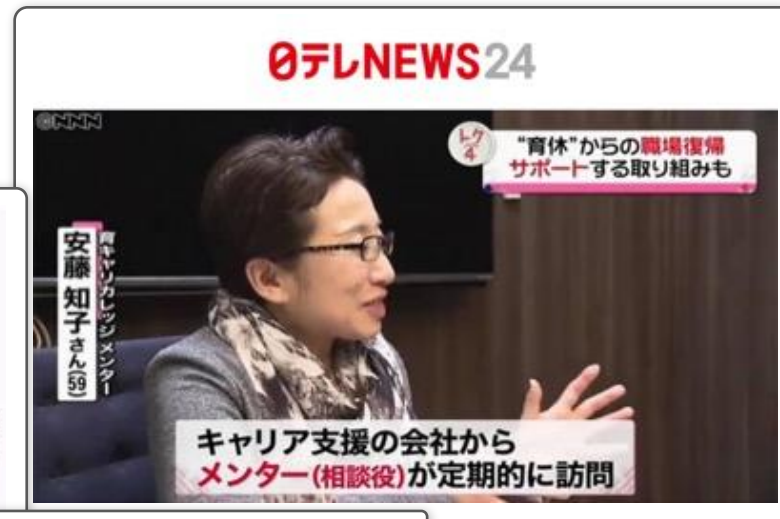 日テレNEWS24
©NNN
トク4
"育休"からの職場復帰
サポートする取り組みも
育キャリカレッジ メンター
安藤 知子さん(59)
キャリア支援の会社から
メンター(相談役)が定期的に訪問